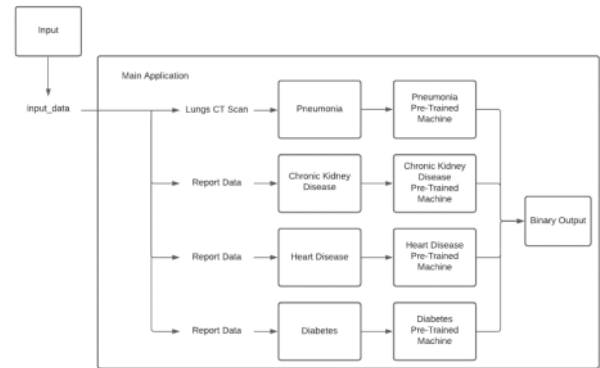 Input
Main Application
input_data
Lungs CT Scan
Pneumonia
Pneumonia
Pre-Trained
Machine
Report Data
Chronic Kidney
Disease
Chronic Kidney
Disease
Pre-Trained
Machine
Binary Output
Report Data
Heart Disease
Heart Disease
Pre-Trained
Machine
Report Data
Diabetes
Diabetes
Pre-Trained
Machine